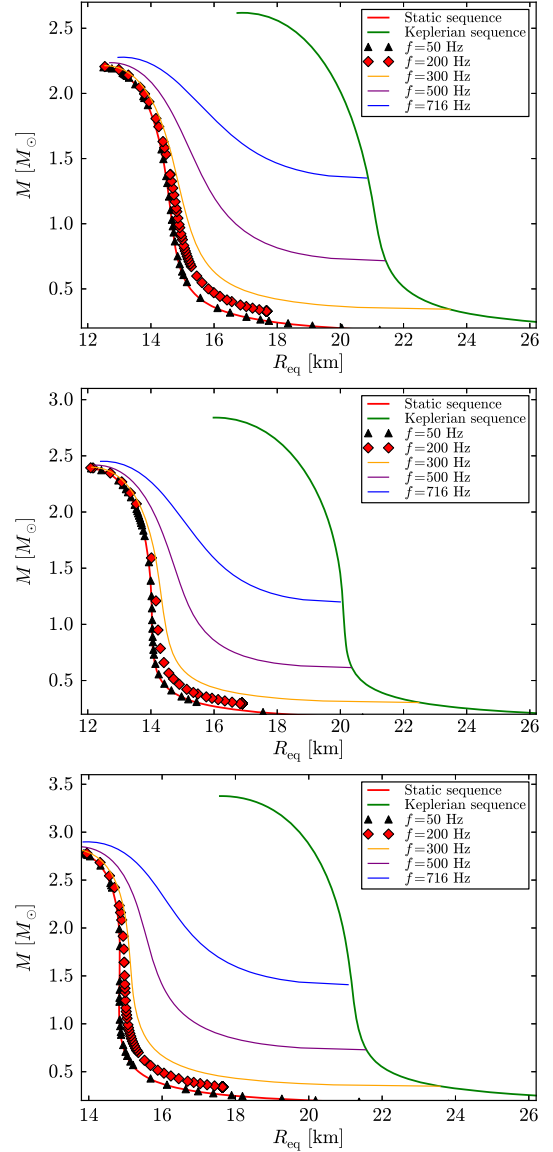 2.5
2.0
1.5
1.0
0.5
M [M⊙]
Static sequence
Keplerian sequence
f=50 Hz
f=200 Hz
f=300 Hz
f=500 Hz
f=716 Hz
12 14 16 18 20 22 24 26
Req [km]
3.0
2.5
2.0
1.5
1.0
0.5
M [M⊙]
Static sequence
Keplerian sequence
f=50 Hz
f=200 Hz
f=300 Hz
f=500 Hz
f=716 Hz
12 14 16 18 20 22 24 26
Req [km]
3.5
3.0
2.5
2.0
1.5
1.0
0.5
M [M⊙]
Static sequence
Keplerian sequence
f=50 Hz
f=200 Hz
f=300 Hz
f=500 Hz
f=716 Hz
14 16 18 20 22 24 26
Req [km]